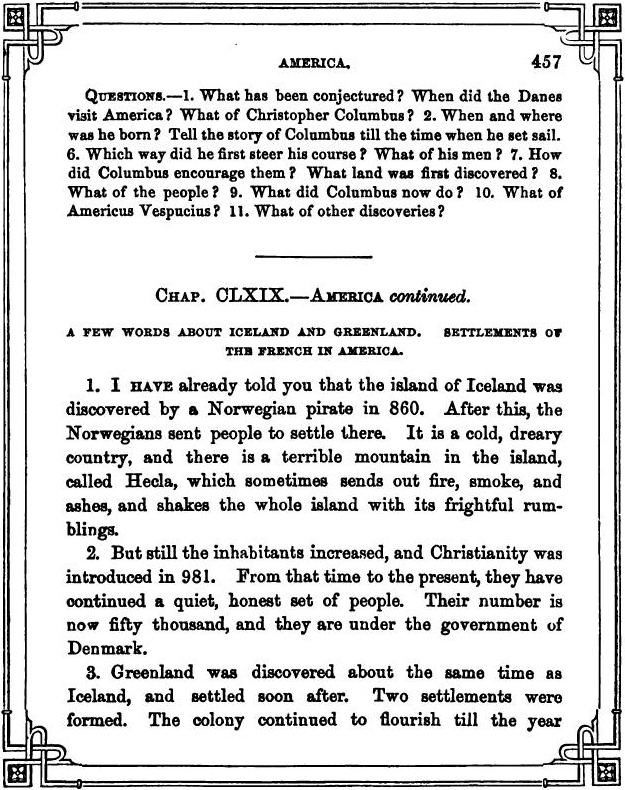 AMERICA. 457
QUESTIONS.—1. What has been conjectured? When did the Danes
visit America? What of Christopher Columbus? 2. When and where
was he born? Tell the story of Columbus till the time when he set sail.
6. Which way did he first steer his course? What of his men? 7. How
did Columbus encourage them? What land was first discovered? 8.
What of the people? 9. What did Columbus now do? 10. What of
Americus Vespucius? 11. What of other discoveries?
CHAP. CLXIX.—AMERICA continued.
A FEW WORDS ABOUT ICELAND AND GREENLAND. SETTLEMENTS OF
THE FRENCH IN AMERICA.
1. I HAVE already told you that the island of Iceland was
discovered by a Norwegian pirate in 860. After this, the
Norwegians sent people to settle there. It is a cold, dreary
country, and there is a terrible mountain in the island,
called Hecla, which sometimes sends out fire, smoke, and
ashes, and shakes the whole island with its frightful rum-
blings.
2. But still the inhabitants increased, and Christianity was
introduced in 981. From that time to the present, they have
continued a quiet, honest set of people. Their number is
now fifty thousand, and they are under the government of
Denmark.
3. Greenland was discovered about the same time as
Iceland, and settled soon after. Two settlements were
formed. The colony continued to flourish till the year